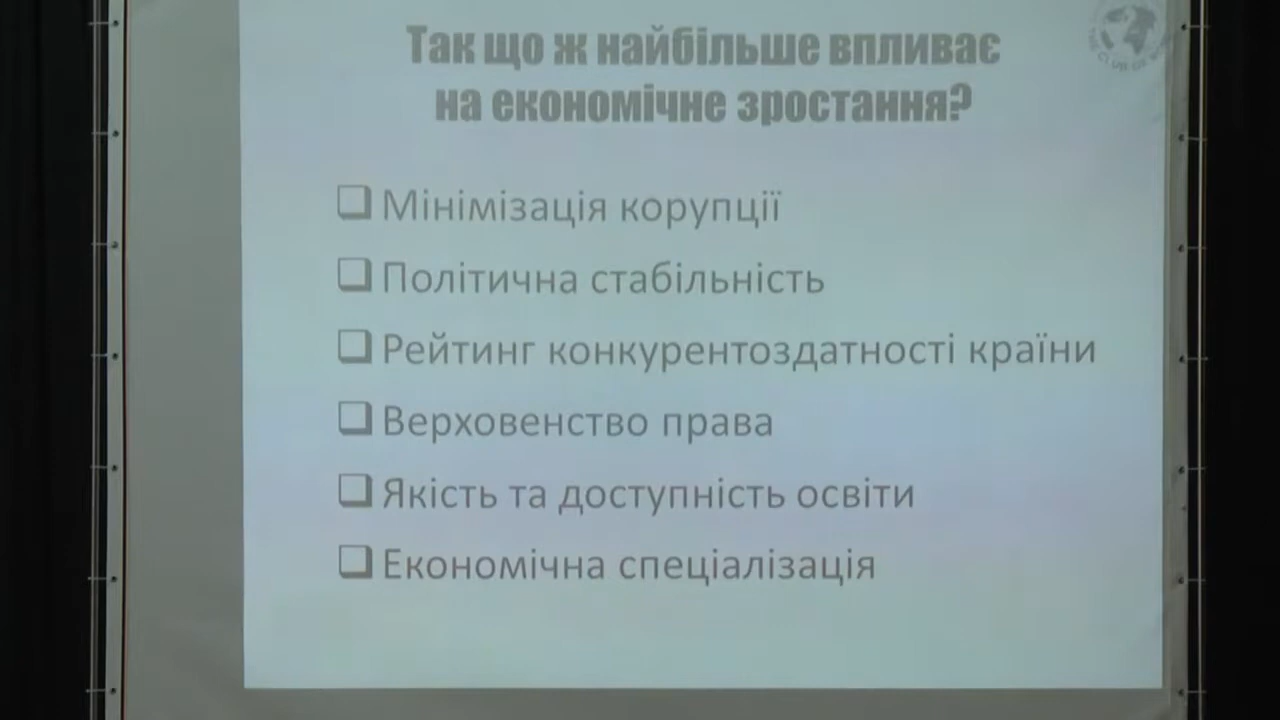 Так що ж найбільше впливає
на економічне зростання?
Мінімізація корупції
Політична стабільність
Рейтинг конкурентоздатності країни
Верховенство права
Якість та доступність освіти
Економічна спеціалізація